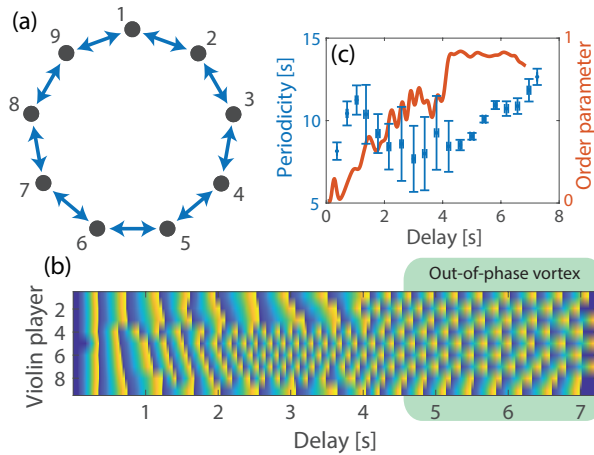 (a)
1
2
3
4
5
6
7
8
9
(c)
Periodicity [s]
15
10
5
0 2 4 6 8
Delay [s]
1
0
Order parameter
(b)
Out-of-phase vortex
Violin player
2
4
6
8
1 2 3 4 5 6 7
Delay [s]